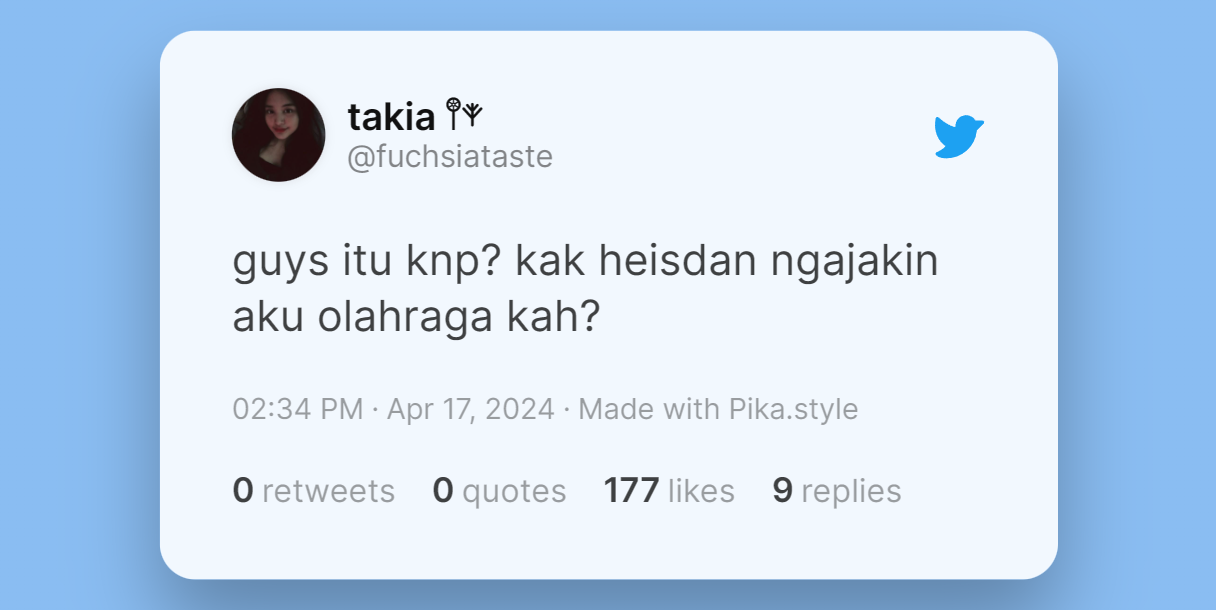 takia
@fuchsiataste
guys itu knp? kak heisdan ngajakin
aku olahraga kah?
02:34 PM · Apr 17, 2024 · Made with Pika.style
0 retweets 0 quotes 177 likes 9 replies